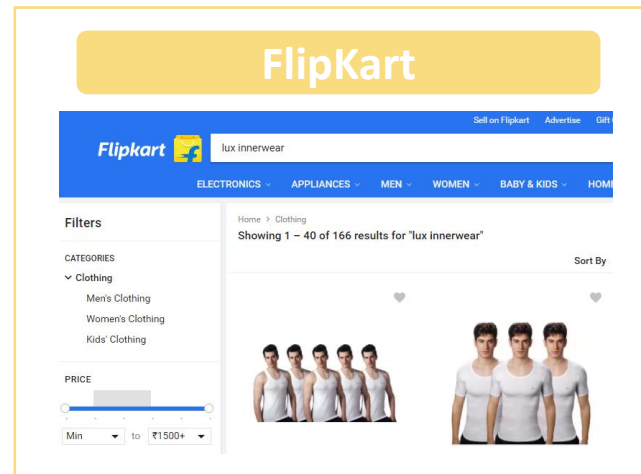 FlipKart
Sell on Flipkart Advertise Gift
Flipkart
lux innerwear
ELECTRONICS APPLIANCES MEN WOMEN BABY & KIDS HOME
Filters
Home > Clothing
Showing 1 – 40 of 166 results for "lux innerwear"
CATEGORIES
Sort By
Clothing
Men's Clothing
Women's Clothing
Kids' Clothing
PRICE
Min to ₹1500+